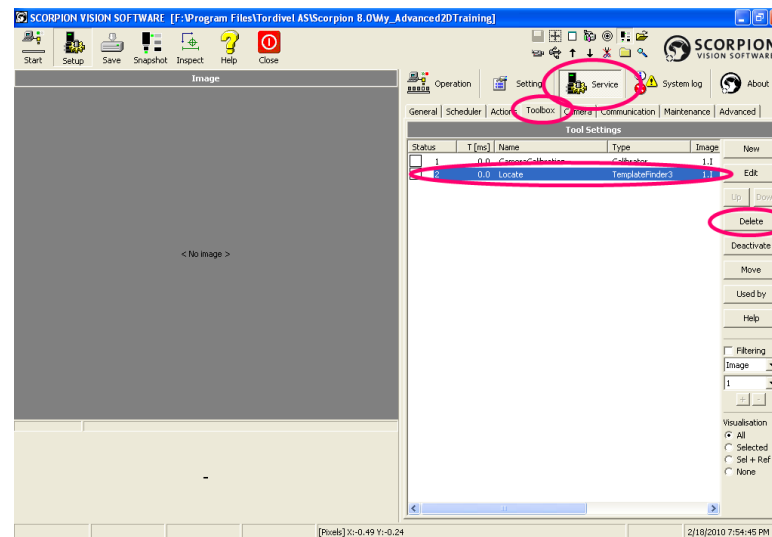 SCORPION VISION SOFTWARE [F:\Program Files\Tordivel AS\Scorpion 8.0\My_Advanced2DTraining]
Start Setup Save Snapshot Inspect Help Close
SCORPION
VISION SOFTWARE
Image
Operation Setting Service System log About
General Scheduler Actions Toolbox Camera Communication Maintenance Advanced
Tool Settings
Status T [ms] Name Type Image
1 0.0 CameraCalibration Calibrator 1.I
2 0.0 Locate TemplateFinder3 1.I
New
Edit
Up Dow
Delete
Deactivate
Move
Used by
Help
< No image >
Filtering
Image
1
+ -
Visualisation
All
Selected
Sel + Ref
None
-
[Pixels] X:-0.49 Y:-0.24
2/18/2010 7:54:45 PM